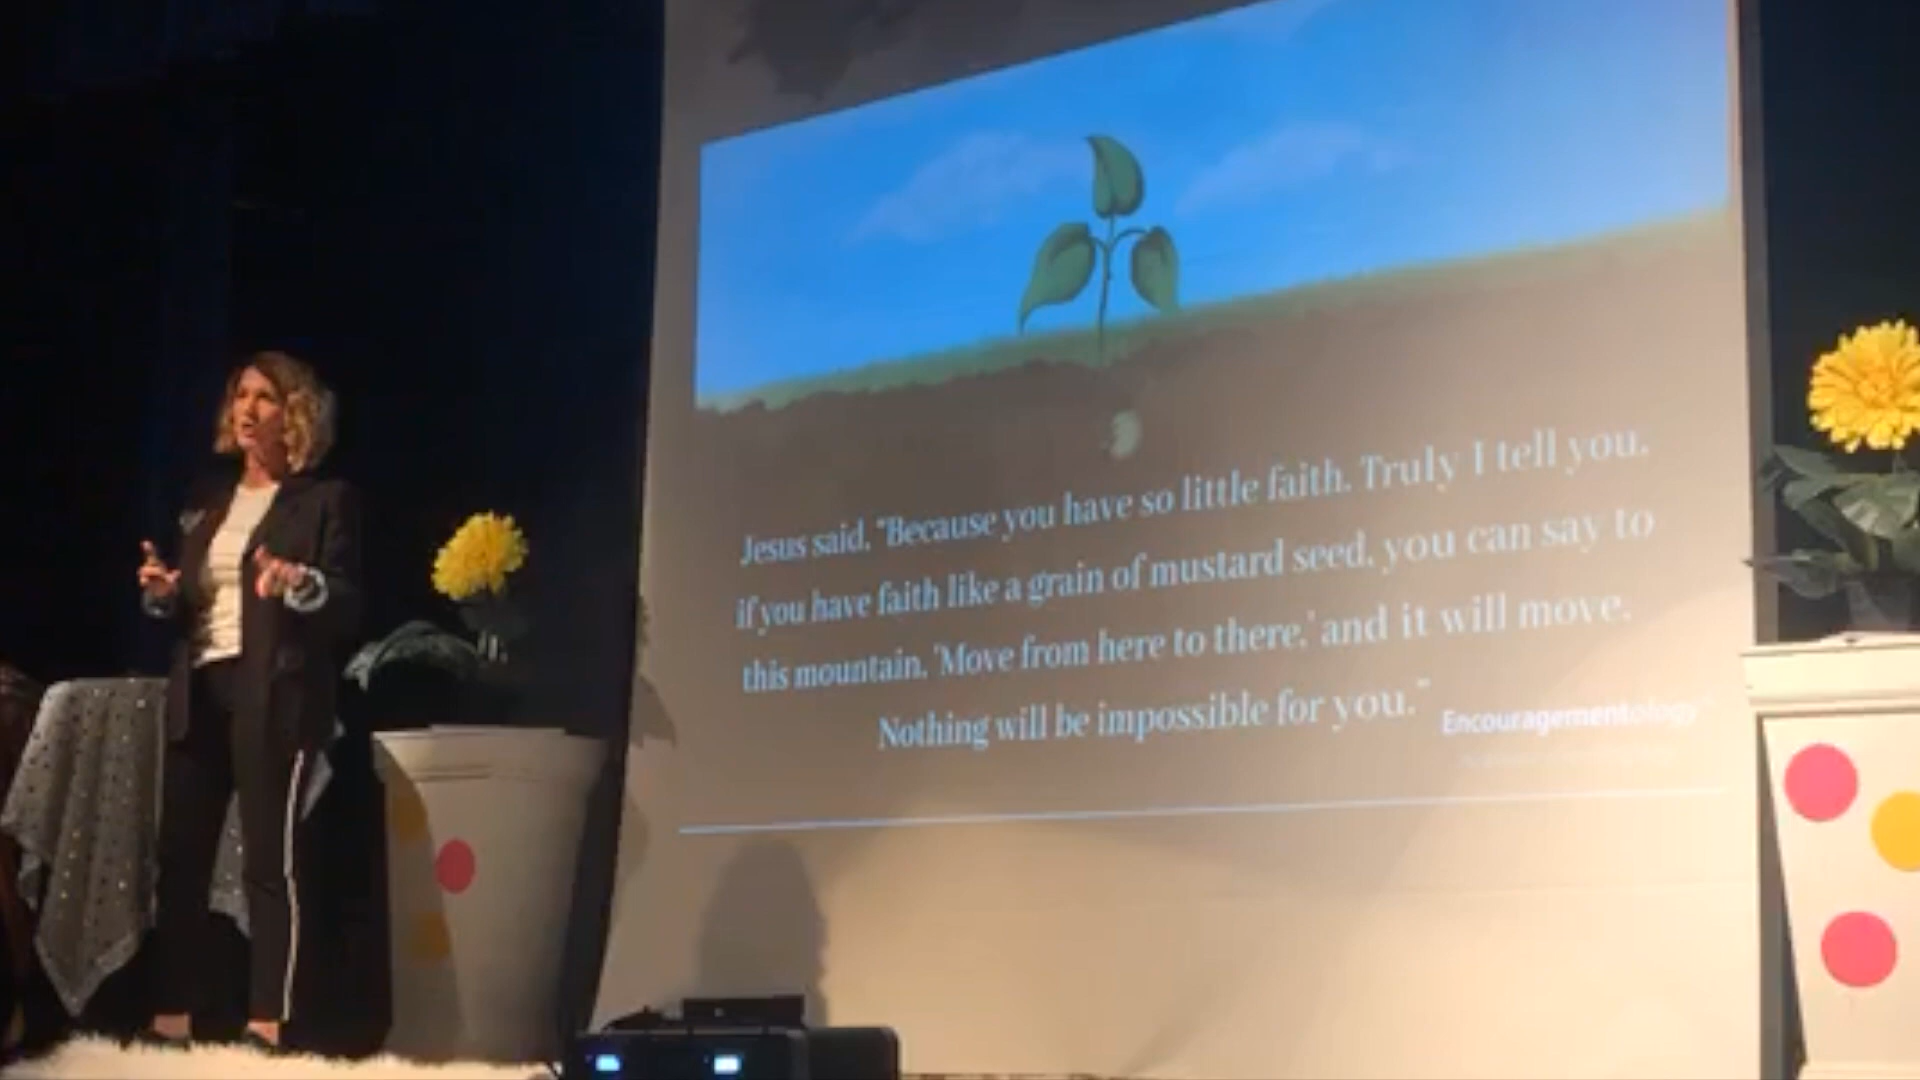 Jesus said, "Because you have so little faith. Truly I tell you,
if you have faith like a grain of mustard seed, you can say to
this mountain, 'Move from here to there,' and it will move.
Nothing will be impossible for you."
Encouragementology